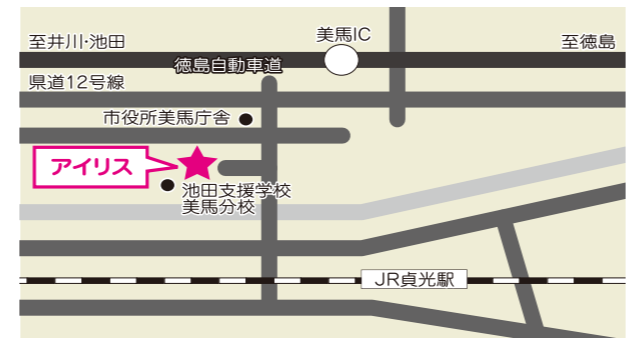 美馬IC
至井川・池田
至徳島
徳島自動車道
県道12号線
市役所美馬庁舎
アイリス
池田支援学校
美馬分校
JR貞光駅